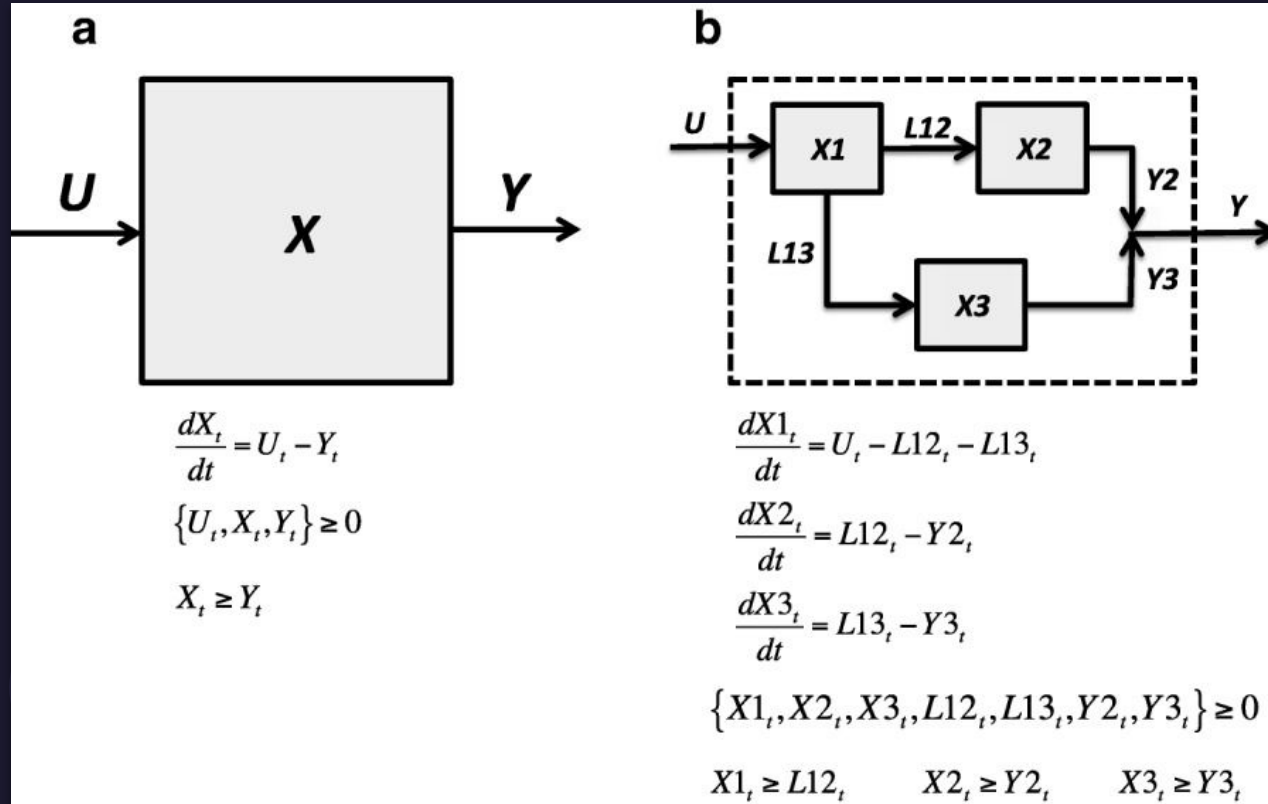 a
U
X
Y
dX_t/dt = U_t − Y_t
{U_t, X_t, Y_t} ≥ 0
X_t ≥ Y_t
b
U
X1
L12
X2
Y2
Y
L13
X3
Y3
dX1_t/dt = U_t − L12_t − L13_t
dX2_t/dt = L12_t − Y2_t
dX3_t/dt = L13_t − Y3_t
{X1_t, X2_t, X3_t, L12_t, L13_t, Y2_t, Y3_t} ≥ 0
X1_t ≥ L12_t X2_t ≥ Y2_t X3_t ≥ Y3_t